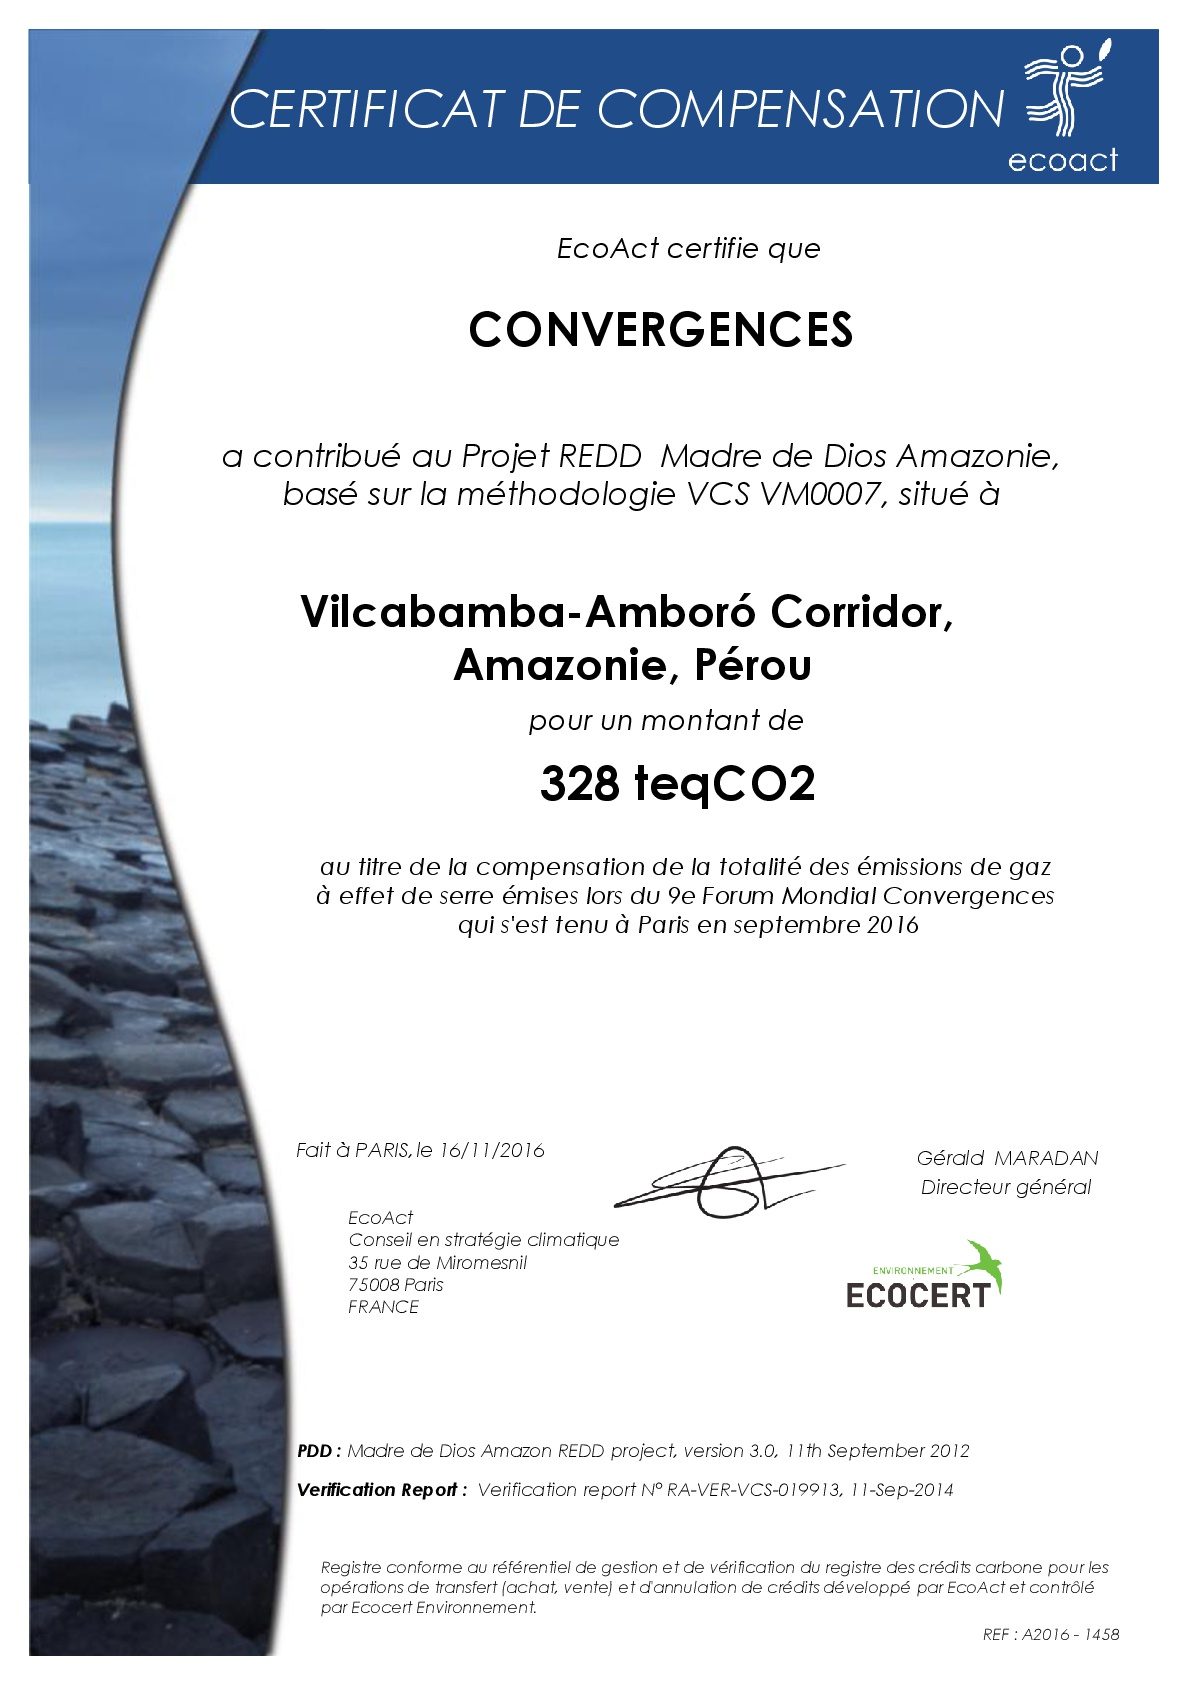 CERTIFICAT DE COMPENSATION
ecoact
EcoAct certifie que
CONVERGENCES
a contribué au Projet REDD  Madre de Dios Amazonie,
basé sur la méthodologie VCS VM0007, situé à
Vilcabamba-Amboró Corridor,
Amazonie, Pérou
pour un montant de
328 teqCO2
au titre de la compensation de la totalité des émissions de gaz
à effet de serre émises lors du 9e Forum Mondial Convergences
qui s'est tenu à Paris en septembre 2016
Fait à PARIS, le 16/11/2016
Gérald  MARADAN
Directeur général
EcoAct
Conseil en stratégie climatique
35 rue de Miromesnil
75008 Paris
FRANCE
ENVIRONNEMENT
ECOCERT
PDD : Madre de Dios Amazon REDD project, version 3.0, 11th September 2012
Verification Report :  Verification report N° RA-VER-VCS-019913, 11-Sep-2014
Registre conforme au référentiel de gestion et de vérification du registre des crédits carbone pour les
opérations de transfert (achat, vente) et d'annulation de crédits développé par EcoAct et contrôlé
par Ecocert Environnement.
REF : A2016 - 1458